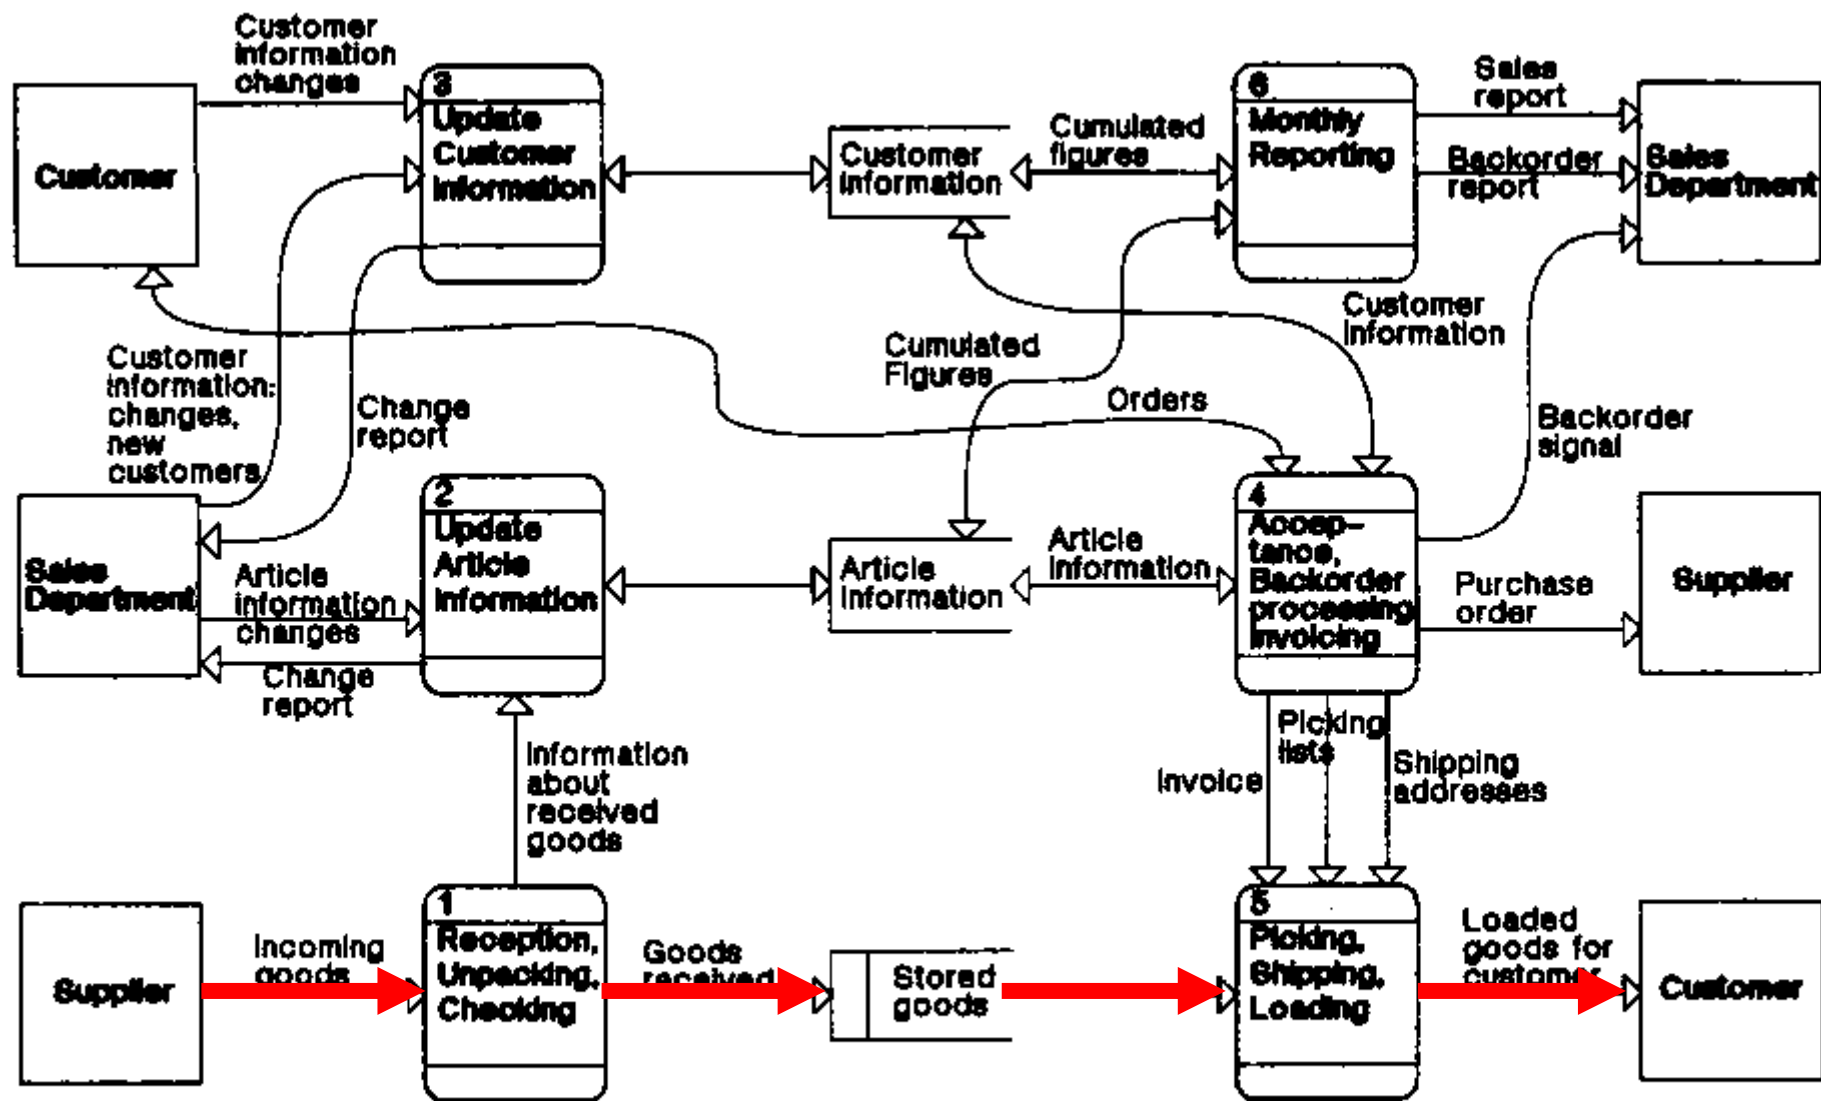 Customer
information
changes
Customer
3
Update
Customer
Information
Customer
Information
Cumulated
figures
6
Monthly
Reporting
Sales
report
Backorder
report
Sales
Department
Customer
information:
changes,
new
customers
Change
report
Cumulated
Figures
Orders
Customer
Information
Backorder
signal
Sales
Department
Article
information
changes
Change
report
2
Update
Article
Information
Article
Information
Article
Information
4
Accep-
tance,
Backorder
processing
Invoicing
Purchase
order
Supplier
Information
about
received
goods
Invoice
Picking
lists
Shipping
addresses
Supplier
Incoming
goods
1
Reception,
Unpacking,
Checking
Goods
received
Stored
goods
5
Picking,
Shipping,
Loading
Loaded
goods for
customer
Customer